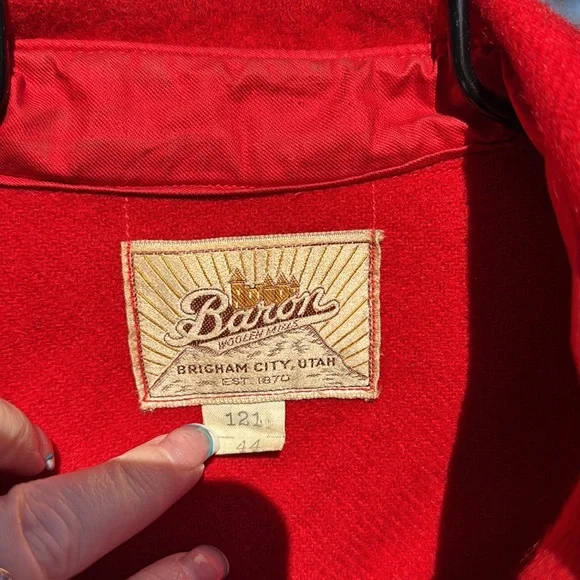 Baron
WOOLEN MILLS
BRIGHAM CITY, UTAH
EST. 1870
121
44